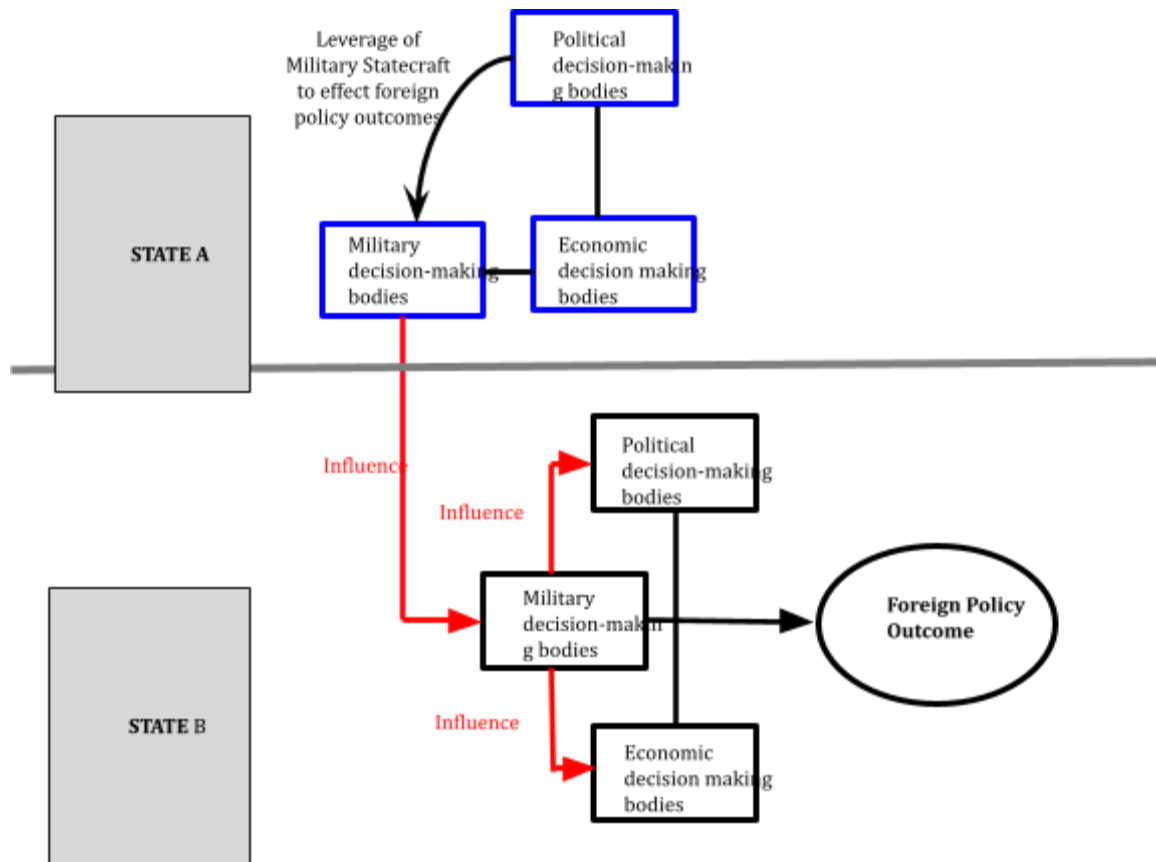 Leverage of
Military Statecraft
to effect foreign
policy outcomes
Political
decision-makin
g bodies
STATE A
Military
decision-making
bodies
Economic
decision making
bodies
Influence
Political
decision-making
bodies
Influence
Military
decision-makin
g bodies
Foreign Policy
Outcome
STATE B
Influence
Economic
decision making
bodies